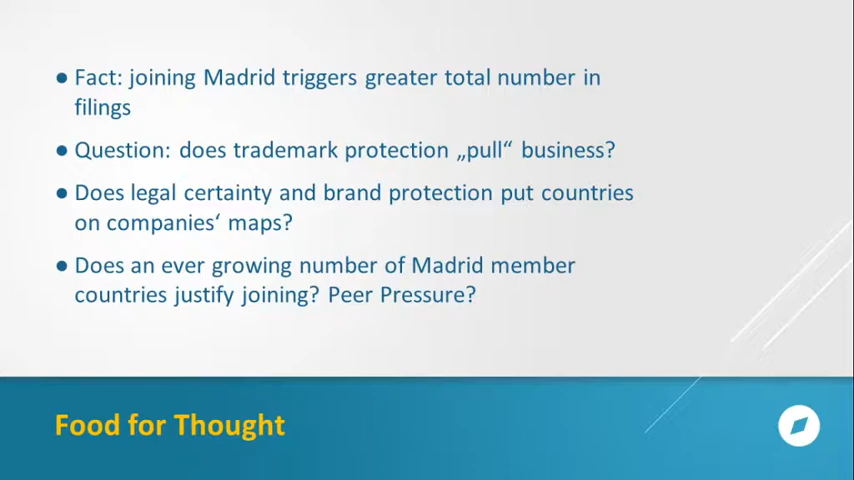 ● Fact: joining Madrid triggers greater total number in
filings
● Question: does trademark protection „pull“ business?
● Does legal certainty and brand protection put countries
on companies‘ maps?
● Does an ever growing number of Madrid member
countries justify joining? Peer Pressure?
Food for Thought